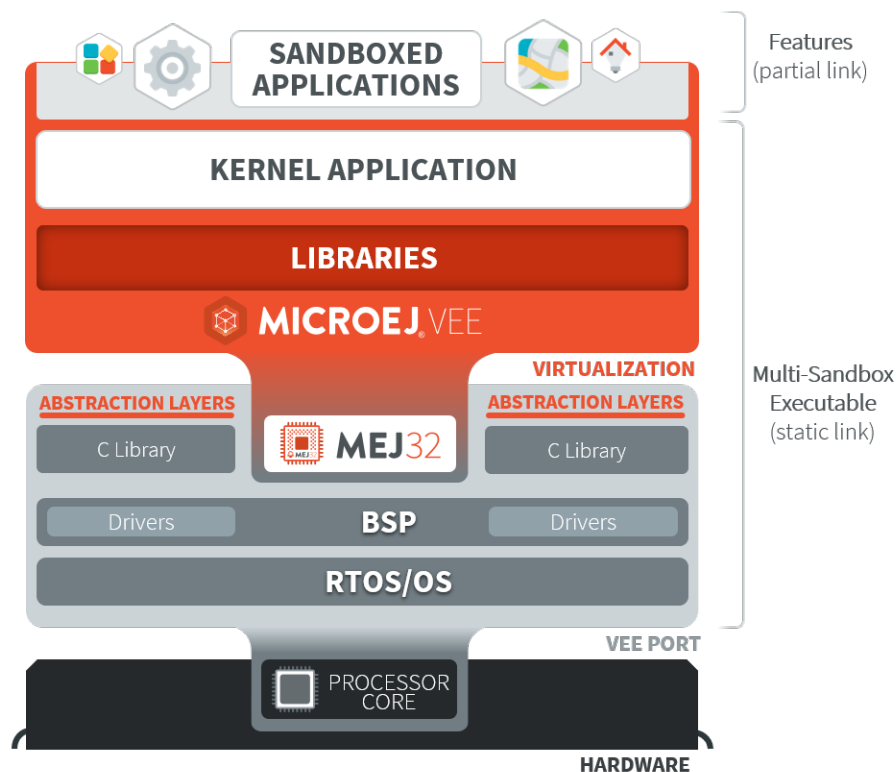 SANDBOXED
APPLICATIONS
Features
(partial link)
KERNEL APPLICATION
LIBRARIES
MICROEJ® VEE
VIRTUALIZATION
Multi-Sandbox
Executable
(static link)
ABSTRACTION LAYERS
ABSTRACTION LAYERS
C Library
MEJ32
MEJ32
C Library
Drivers
BSP
Drivers
RTOS/OS
VEE PORT
PROCESSOR
CORE
HARDWARE